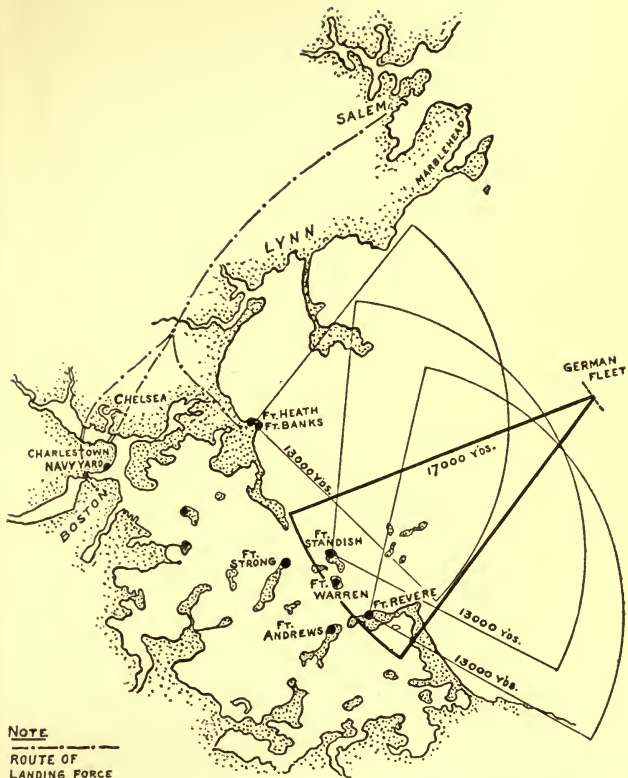 SALEM
MARBLEHEAD
LYNN
GERMAN
FLEET
CHELSEA
FT. HEATH
FT. BANKS
CHARLESTOWN
NAVY YARD
13000 YDS.
17000 YDS.
BOSTON
FT.
STANDISH
FT.
STRONG
FT.
WARREN
FT. REVERE
FT.
ANDREWS
13000 YDS.
13000 YDS.
NOTE
ROUTE OF
LANDING FORCE